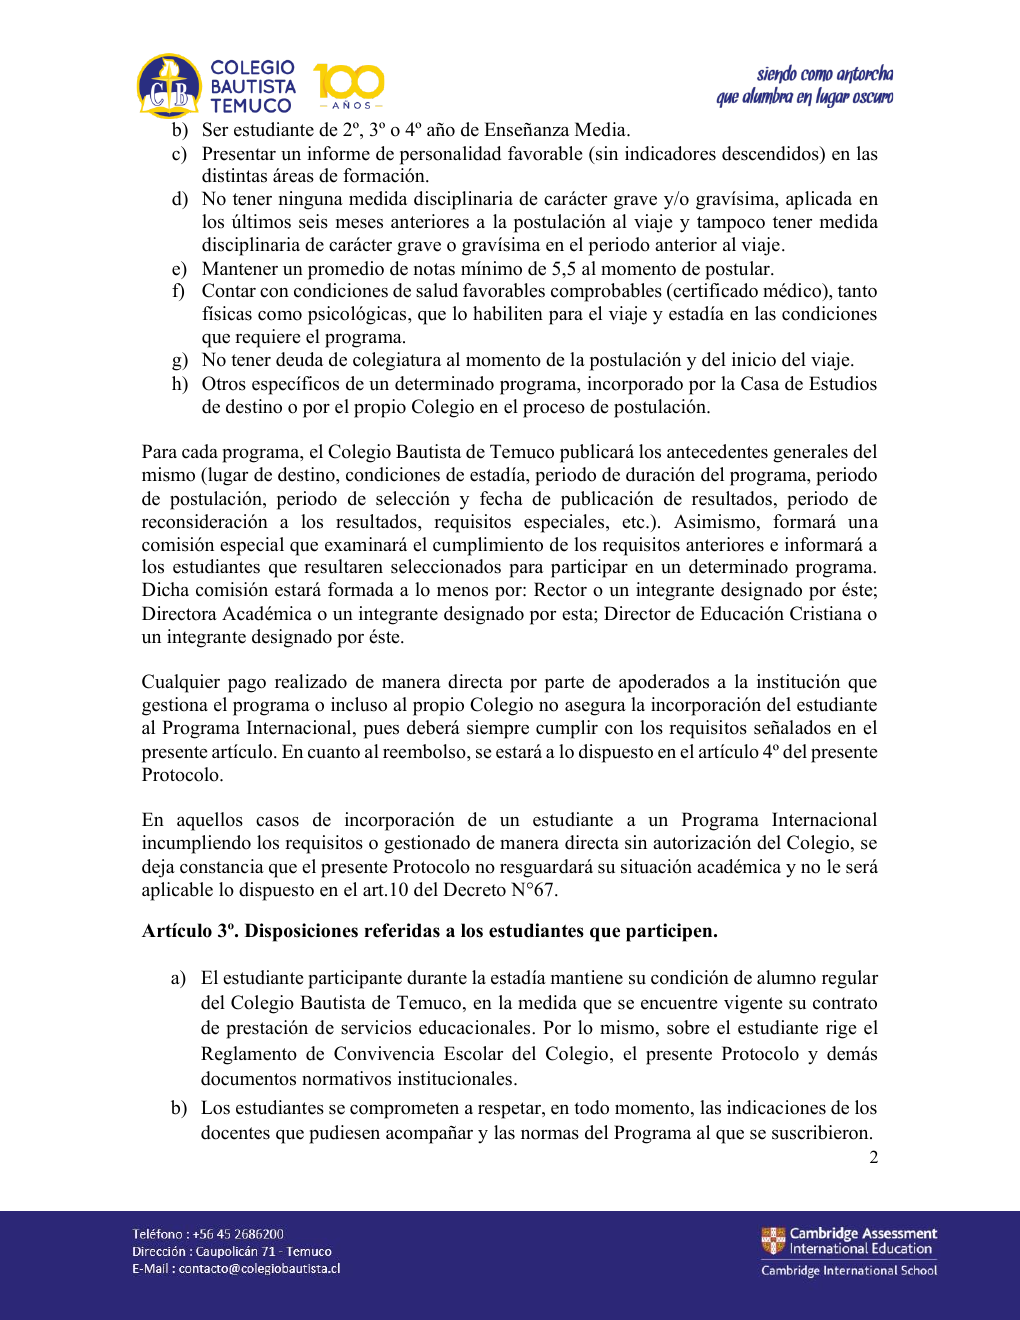 COLEGIO
BAUTISTA
TEMUCO
100
AÑOS
CB
siendo como antorcha
que alumbra en lugar oscuro
b) Ser estudiante de 2º, 3º o 4º año de Enseñanza Media.
c) Presentar un informe de personalidad favorable (sin indicadores descendidos) en las
distintas áreas de formación.
d) No tener ninguna medida disciplinaria de carácter grave y/o gravísima, aplicada en
los últimos seis meses anteriores a la postulación al viaje y tampoco tener medida
disciplinaria de carácter grave o gravísima en el periodo anterior al viaje.
e) Mantener un promedio de notas mínimo de 5,5 al momento de postular.
f) Contar con condiciones de salud favorables comprobables (certificado médico), tanto
físicas como psicológicas, que lo habiliten para el viaje y estadía en las condiciones
que requiere el programa.
g) No tener deuda de colegiatura al momento de la postulación y del inicio del viaje.
h) Otros específicos de un determinado programa, incorporado por la Casa de Estudios
de destino o por el propio Colegio en el proceso de postulación.
Para cada programa, el Colegio Bautista de Temuco publicará los antecedentes generales del
mismo (lugar de destino, condiciones de estadía, periodo de duración del programa, periodo
de postulación, periodo de selección y fecha de publicación de resultados, periodo de
reconsideración a los resultados, requisitos especiales, etc.). Asimismo, formará una
comisión especial que examinará el cumplimiento de los requisitos anteriores e informará a
los estudiantes que resultaren seleccionados para participar en un determinado programa.
Dicha comisión estará formada a lo menos por: Rector o un integrante designado por éste;
Directora Académica o un integrante designado por esta; Director de Educación Cristiana o
un integrante designado por éste.
Cualquier pago realizado de manera directa por parte de apoderados a la institución que
gestiona el programa o incluso al propio Colegio no asegura la incorporación del estudiante
al Programa Internacional, pues deberá siempre cumplir con los requisitos señalados en el
presente artículo. En cuanto al reembolso, se estará a lo dispuesto en el artículo 4º del presente
Protocolo.
En aquellos casos de incorporación de un estudiante a un Programa Internacional
incumpliendo los requisitos o gestionado de manera directa sin autorización del Colegio, se
deja constancia que el presente Protocolo no resguardará su situación académica y no le será
aplicable lo dispuesto en el art.10 del Decreto N°67.
Artículo 3º. Disposiciones referidas a los estudiantes que participen.
a) El estudiante participante durante la estadía mantiene su condición de alumno regular
del Colegio Bautista de Temuco, en la medida que se encuentre vigente su contrato
de prestación de servicios educacionales. Por lo mismo, sobre el estudiante rige el
Reglamento de Convivencia Escolar del Colegio, el presente Protocolo y demás
documentos normativos institucionales.
b) Los estudiantes se comprometen a respetar, en todo momento, las indicaciones de los
docentes que pudiesen acompañar y las normas del Programa al que se suscribieron.
2
Teléfono : +56 45 2686200
Dirección : Caupolicán 71 - Temuco
E-Mail : contacto@colegiobautista.cl
Cambridge Assessment
International Education
Cambridge International School